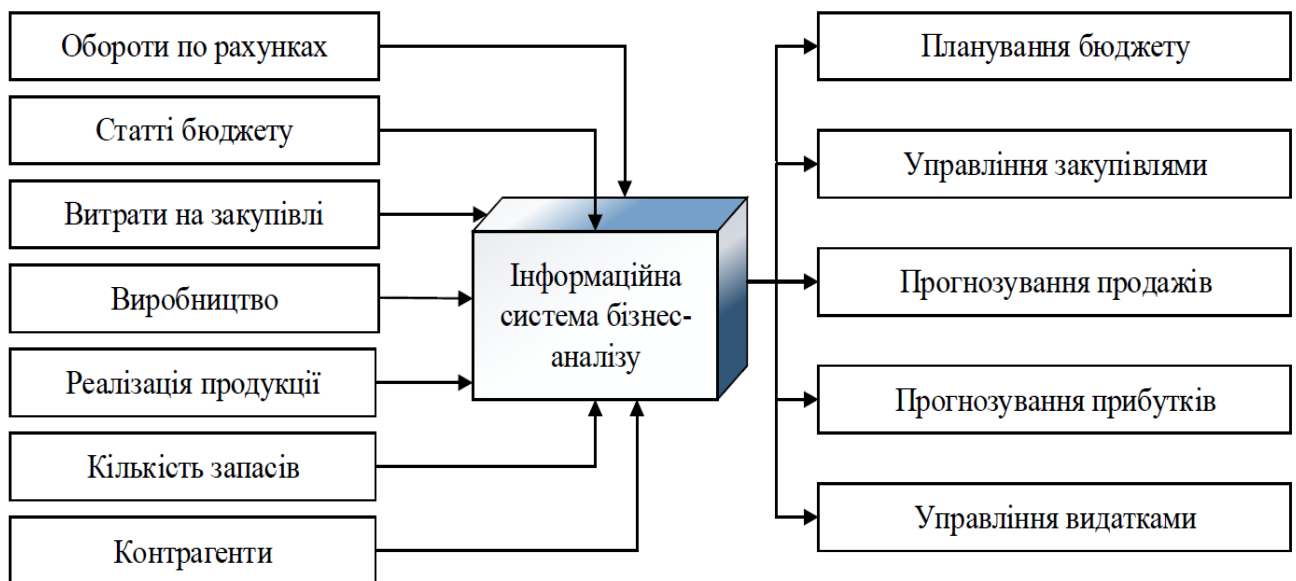 Обороти по рахунках
Статті бюджету
Витрати на закупівлі
Виробництво
Реалізація продукції
Кількість запасів
Контрагенти
Інформаційна
система бізнес-
аналізу
Планування бюджету
Управління закупівлями
Прогнозування продажів
Прогнозування прибутків
Управління видатками